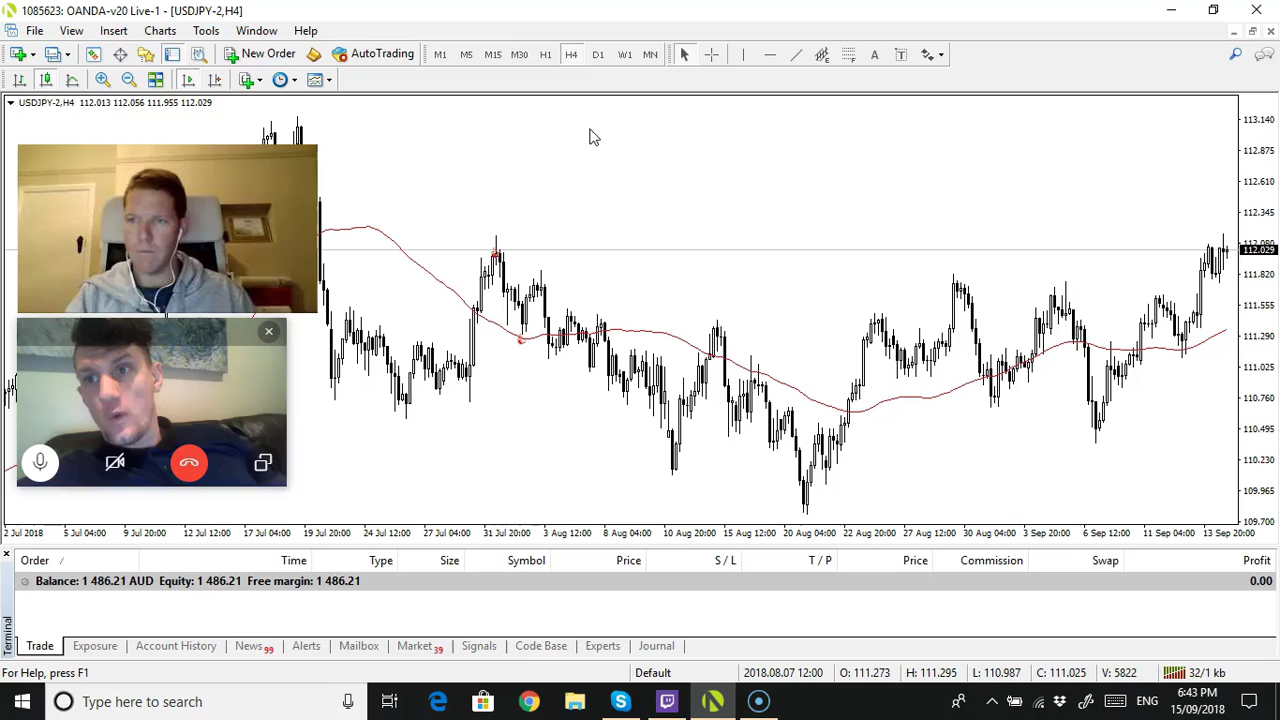 1085623: OANDA-v20 Live-1 - [USDJPY-2,H4]
File View Insert Charts Tools Window Help
New Order AutoTrading M1 M5 M15 M30 H1 H4 D1 W1 MN A T
USDJPY-2,H4 112.013 112.056 111.955 112.029
113.140
112.875
112.610
112.345
112.080
112.029
111.820
111.555
111.290
111.025
110.760
110.495
110.230
109.965
109.700
2 Jul 2018 5 Jul 04:00 9 Jul 20:00 12 Jul 12:00 17 Jul 04:00 19 Jul 20:00 24 Jul 12:00 27 Jul 04:00 31 Jul 20:00 3 Aug 12:00 8 Aug 04:00 10 Aug 20:00 15 Aug 12:00 20 Aug 04:00 22 Aug 20:00 27 Aug 12:00 30 Aug 04:00 3 Sep 20:00 6 Sep 12:00 11 Sep 04:00 13 Sep 20:00
Order / Time Type Size Symbol Price S / L T / P Price Commission Swap Profit
Balance: 1 486.21 AUD Equity: 1 486.21 Free margin: 1 486.21 0.00
Terminal
Trade Exposure Account History News 99 Alerts Mailbox Market 39 Signals Code Base Experts Journal
For Help, press F1 Default 2018.08.07 12:00 O: 111.273 H: 111.295 L: 110.987 C: 111.025 V: 5822 32/1 kb
Type here to search ENG 6:43 PM
15/09/2018